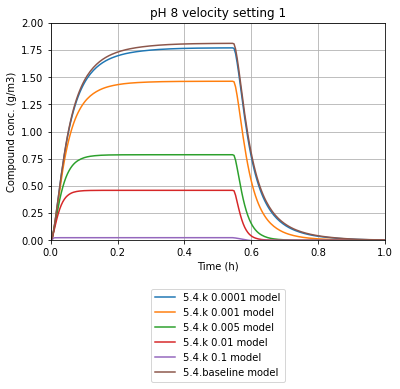 pH 8 velocity setting 1
2.00
1.75
1.50
1.25
1.00
0.75
0.50
0.25
0.00
Compound conc. (g/m3)
0.0 0.2 0.4 0.6 0.8 1.0
Time (h)
5.4.k 0.0001 model
5.4.k 0.001 model
5.4.k 0.005 model
5.4.k 0.01 model
5.4.k 0.1 model
5.4.baseline model